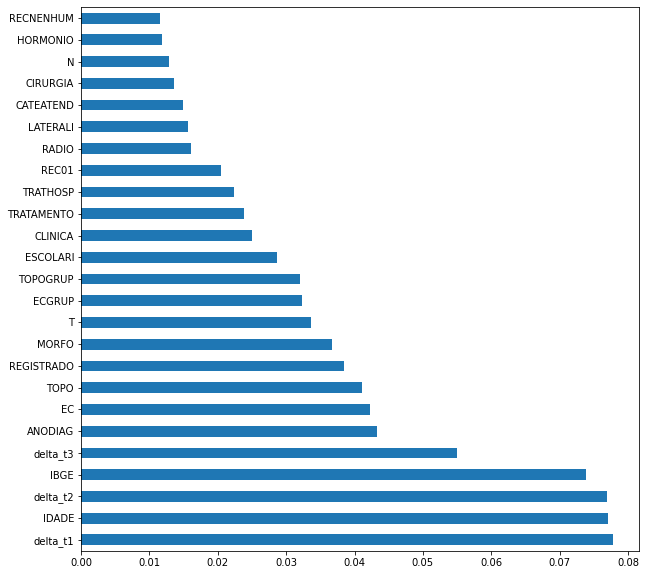 RECNENHUM
HORMONIO
N
CIRURGIA
CATEATEND
LATERALI
RADIO
REC01
TRATHOSP
TRATAMENTO
CLINICA
ESCOLARI
TOPOGRUP
ECGRUP
T
MORFO
REGISTRADO
TOPO
EC
ANODIAG
delta_t3
IBGE
delta_t2
IDADE
delta_t1
0.00 0.01 0.02 0.03 0.04 0.05 0.06 0.07 0.08